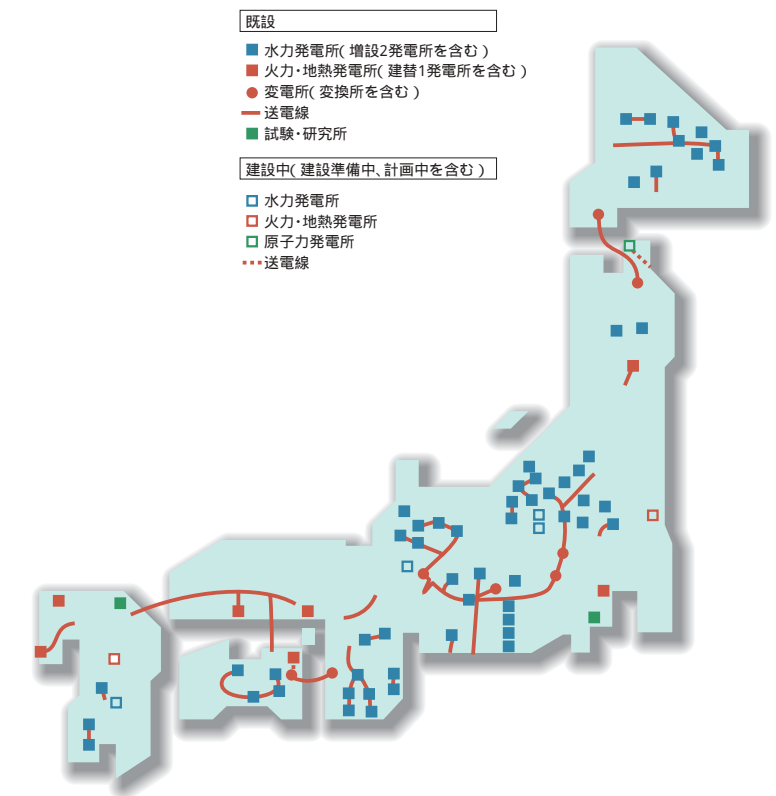 既設
水力発電所(増設2発電所を含む)
火力・地熱発電所(建替1発電所を含む)
変電所(変換所を含む)
送電線
試験・研究所
建設中(建設準備中、計画中を含む)
水力発電所
火力・地熱発電所
原子力発電所
送電線